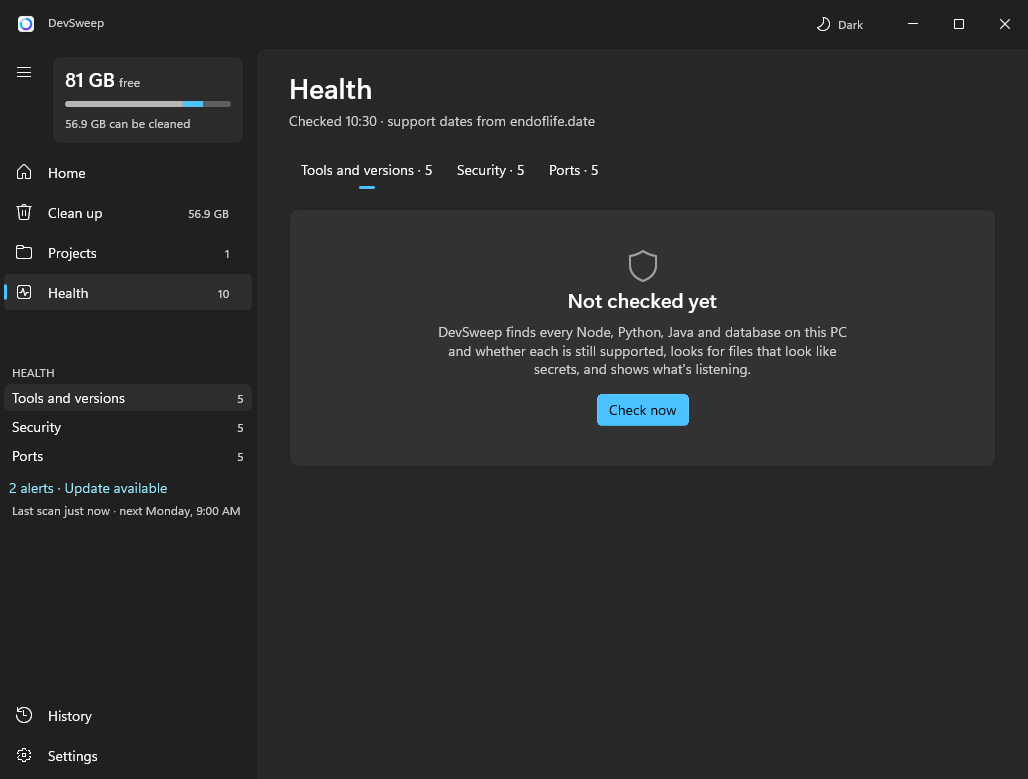 DevSweep
Dark
81 GB free
56.9 GB can be cleaned
Home
Clean up 56.9 GB
Projects 1
Health 10
HEALTH
Tools and versions 5
Security 5
Ports 5
2 alerts · Update available
Last scan just now · next Monday, 9:00 AM
History
Settings
Health
Checked 10:30 · support dates from endoflife.date
Tools and versions · 5 Security · 5 Ports · 5
Not checked yet
DevSweep finds every Node, Python, Java and database on this PC
and whether each is still supported, looks for files that look like
secrets, and shows what's listening.
Check now